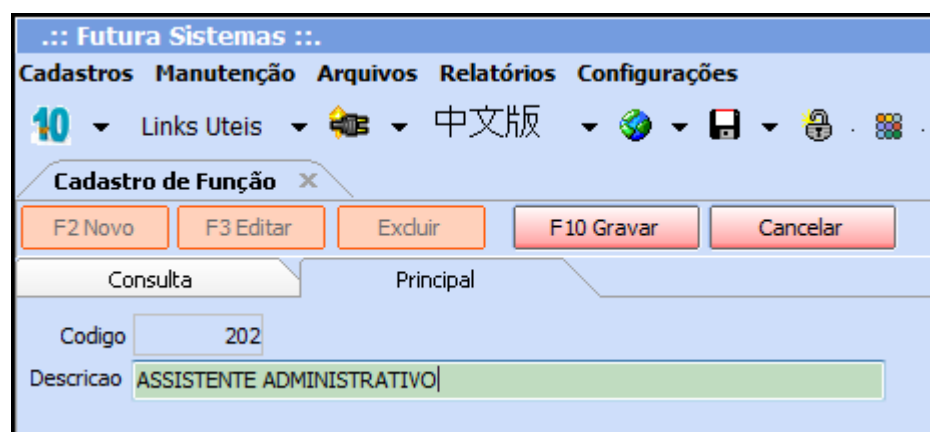 .:: Futura Sistemas ::.
Cadastros Manutenção Arquivos Relatórios Configurações
10 Links Uteis 中文版
Cadastro de Função
F2 Novo F3 Editar Excluir F10 Gravar Cancelar
Consulta Principal
Codigo 202
Descricao ASSISTENTE ADMINISTRATIVO